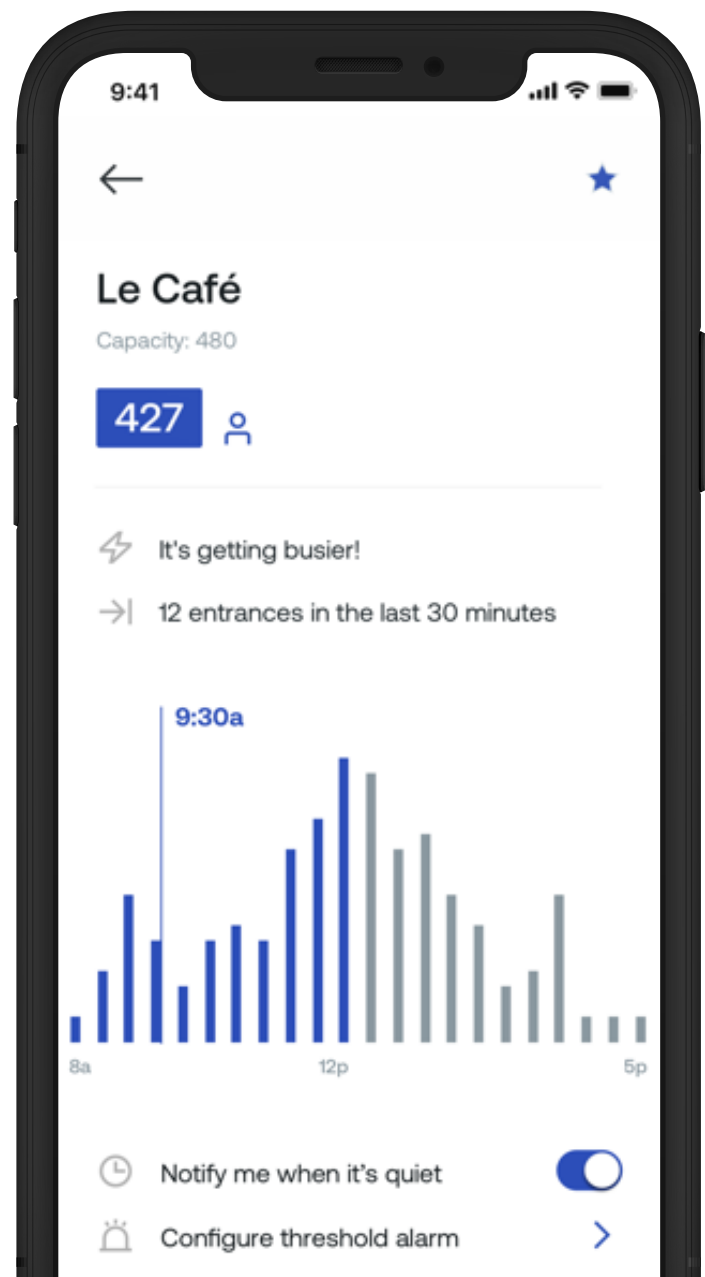 9:41
Le Café
Capacity: 480
427
It's getting busier!
12 entrances in the last 30 minutes
9:30a
8a 12p 5p
Notify me when it's quiet
Configure threshold alarm